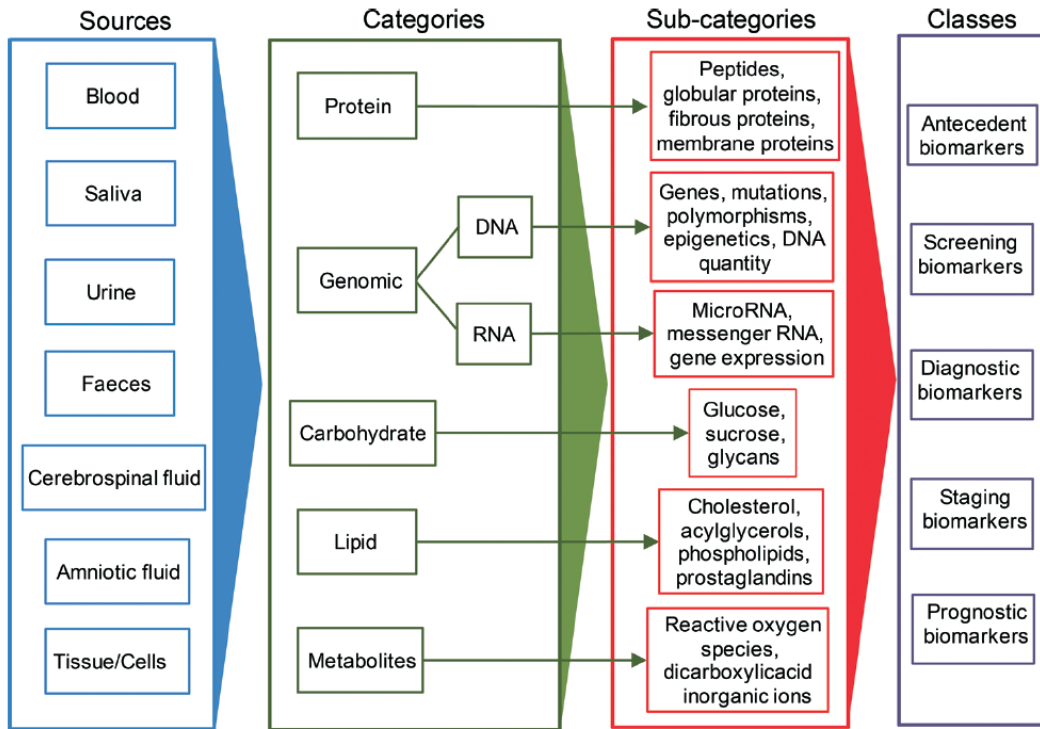 Sources
Categories
Sub-categories
Classes
Blood
Saliva
Urine
Faeces
Cerebrospinal fluid
Amniotic fluid
Tissue/Cells
Protein
Genomic
DNA
RNA
Carbohydrate
Lipid
Metabolites
Peptides,
globular proteins,
fibrous proteins,
membrane proteins
Genes, mutations,
polymorphisms,
epigenetics, DNA
quantity
MicroRNA,
messenger RNA,
gene expression
Glucose,
sucrose,
glycans
Cholesterol,
acylglycerols,
phospholipids,
prostaglandins
Reactive oxygen
species,
dicarboxylicacid
inorganic ions
Antecedent
biomarkers
Screening
biomarkers
Diagnostic
biomarkers
Staging
biomarkers
Prognostic
biomarkers